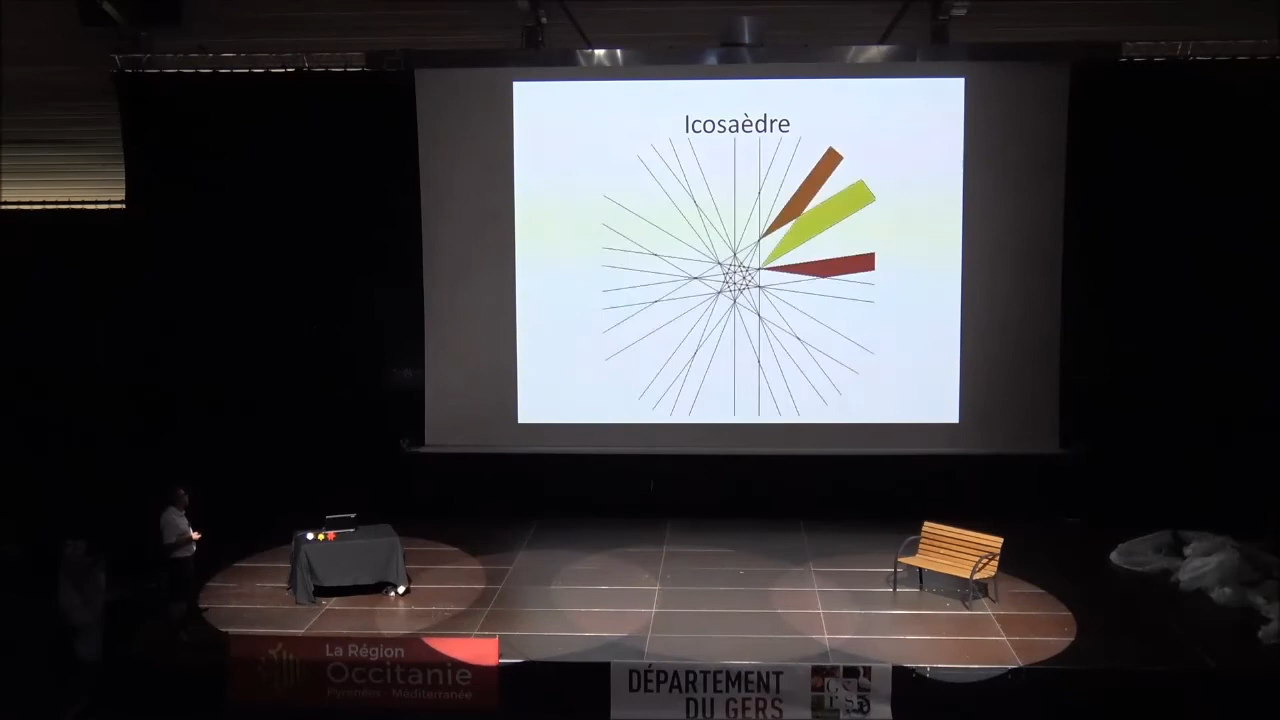 Icosaèdre
La Région
Occitanie
Pyrénées - Méditerranée
DÉPARTEMENT
DU GERS